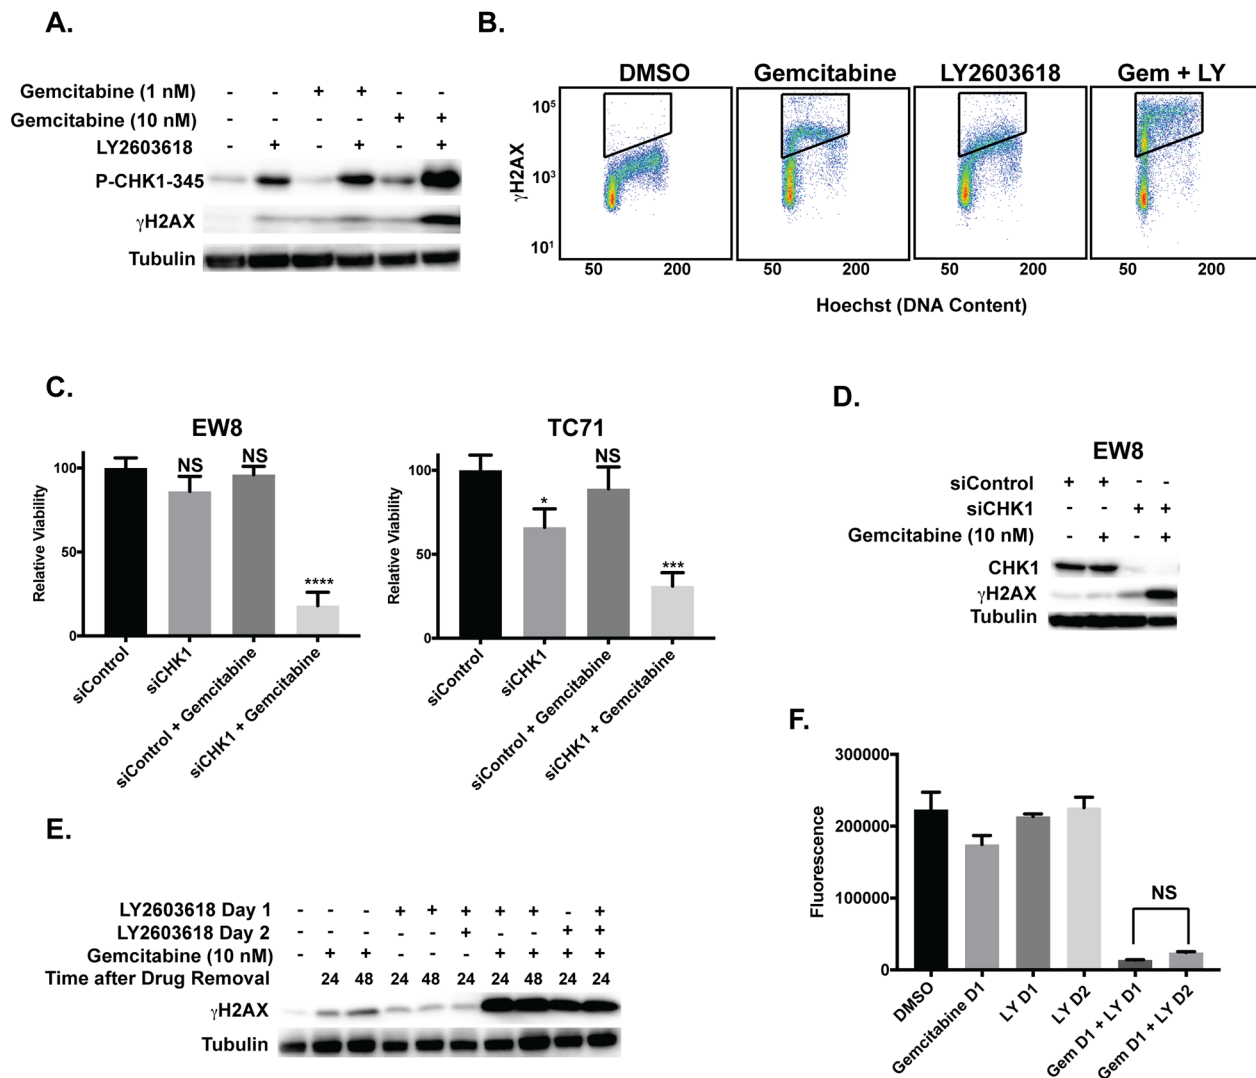 A.
Gemcitabine (1 nM) - - + + - -
Gemcitabine (10 nM) - - - - + +
LY2603618 - + - + - +
P-CHK1-345
γH2AX
Tubulin
B.
DMSO Gemcitabine LY2603618 Gem + LY
γH2AX
10⁵
10³
10¹
50 200 50 200 50 200 50 200
Hoechst (DNA Content)
C.
EW8
Relative Viability
100
50
0
NS NS ****
siControl
siCHK1
siControl + Gemcitabine
siCHK1 + Gemcitabine
TC71
Relative Viability
100
50
0
* NS ***
siControl
siCHK1
siControl + Gemcitabine
siCHK1 + Gemcitabine
D.
EW8
siControl + + - -
siCHK1 - - + +
Gemcitabine (10 nM) - + - +
CHK1
γH2AX
Tubulin
E.
LY2603618 Day 1 - - - + + + + + - +
LY2603618 Day 2 - - - - - + - - + +
Gemcitabine (10 nM) - + + - - - + + + +
Time after Drug Removal 24 48 24 48 24 24 48 24 24
γH2AX
Tubulin
F.
Fluorescence
300000
200000
100000
0
NS
DMSO
Gemcitabine D1
LY D1
LY D2
Gem D1 + LY D1
Gem D1 + LY D2